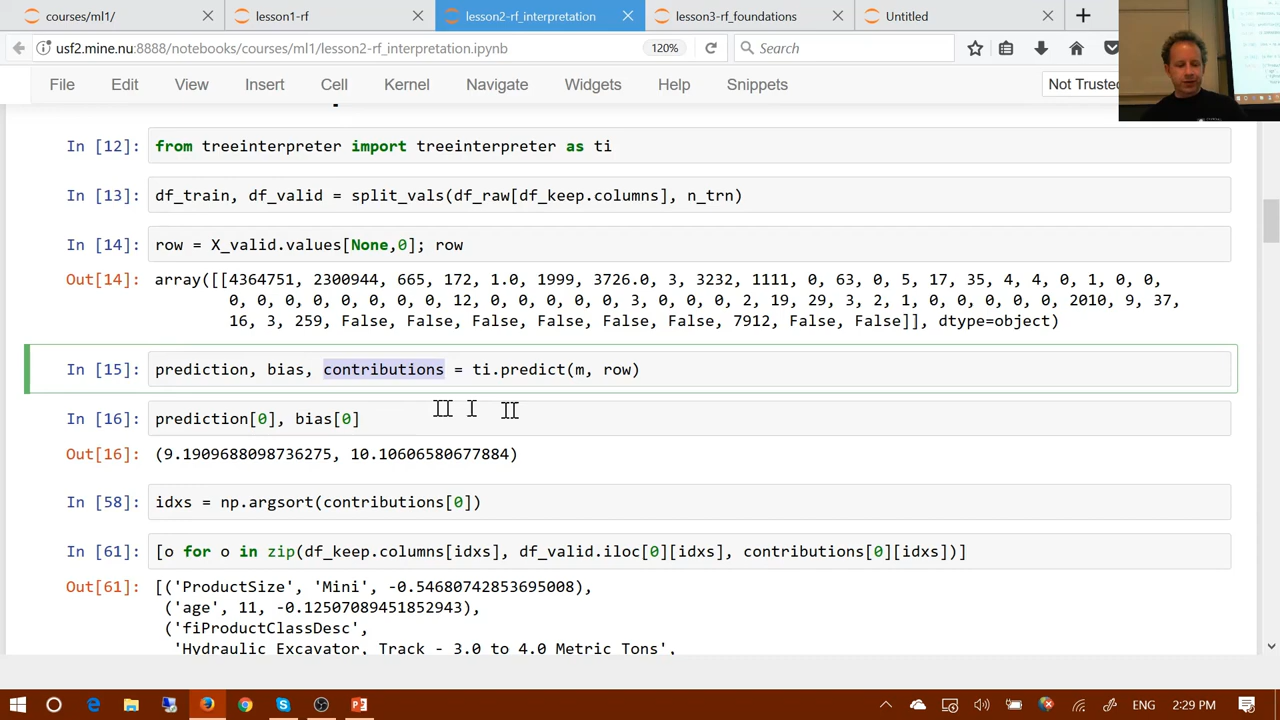 courses/ml1/ × lesson1-rf × lesson2-rf_interpretation × lesson3-rf_foundations Untitled × +
usf2.mine.nu:8888/notebooks/courses/ml1/lesson2-rf_interpretation.ipynb 120% Search
File Edit View Insert Cell Kernel Navigate Widgets Help Snippets Not Trusted
In [12]: from treeinterpreter import treeinterpreter as ti
In [13]: df_train, df_valid = split_vals(df_raw[df_keep.columns], n_trn)
In [14]: row = X_valid.values[None,0]; row
Out[14]: array([[4364751, 2300944, 665, 172, 1.0, 1999, 3726.0, 3, 3232, 1111, 0, 63, 0, 5, 17, 35, 4, 4, 0, 1, 0, 0,
0, 0, 0, 0, 0, 0, 0, 12, 0, 0, 0, 0, 0, 3, 0, 0, 0, 2, 19, 29, 3, 2, 1, 0, 0, 0, 0, 0, 2010, 9, 37,
16, 3, 259, False, False, False, False, False, False, 7912, False, False]], dtype=object)
In [15]: prediction, bias, contributions = ti.predict(m, row)
In [16]: prediction[0], bias[0]
Out[16]: (9.1909688098736275, 10.10606580677884)
In [58]: idxs = np.argsort(contributions[0])
In [61]: [o for o in zip(df_keep.columns[idxs], df_valid.iloc[0][idxs], contributions[0][idxs])]
Out[61]: [('ProductSize', 'Mini', -0.54680742853695008),
('age', 11, -0.12507089451852943),
('fiProductClassDesc',
'Hydraulic Excavator, Track - 3.0 to 4.0 Metric Tons',
ENG 2:29 PM